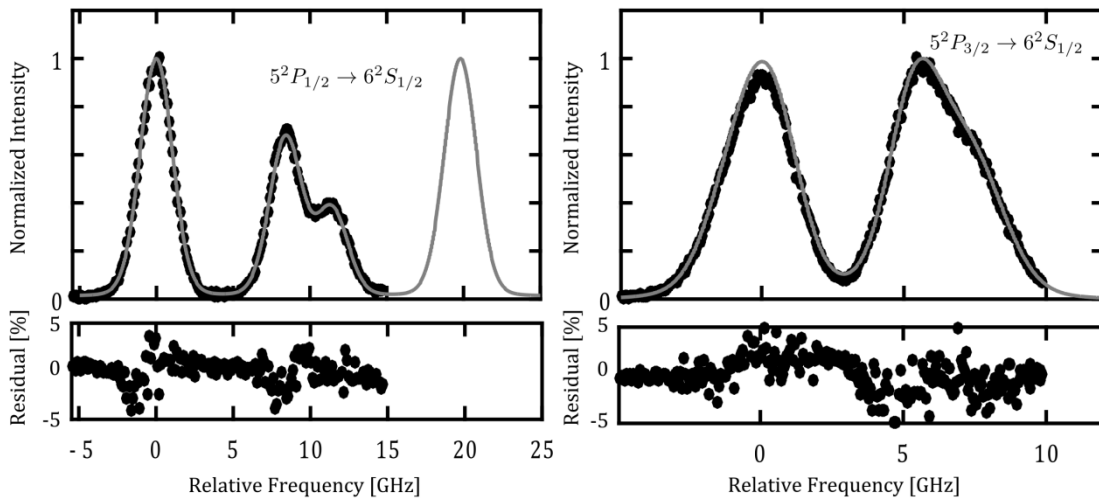 Normalized Intensity
1
0
5²P₁/₂ → 6²S₁/₂
Residual [%]
5
0
-5
- 5 0 5 10 15 20 25
Relative Frequency [GHz]
Normalized Intensity
1
0
5²P₃/₂ → 6²S₁/₂
Residual [%]
5
0
-5
0 5 10
Relative Frequency [GHz]